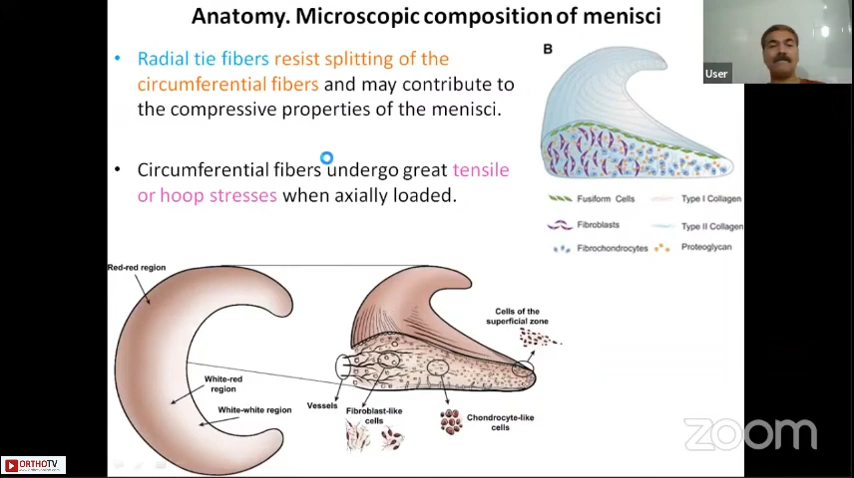 Anatomy. Microscopic composition of menisci
• Radial tie fibers resist splitting of the
circumferential fibers and may contribute to
the compressive properties of the menisci.
• Circumferential fibers undergo great tensile
or hoop stresses when axially loaded.
B
User
Fusiform Cells
Type I Collagen
Fibroblasts
Type II Collagen
Fibrochondrocytes
Proteoglycan
Red-red region
Cells of the
superficial zone
White-red
region
White-white region
Vessels
Fibroblast-like
cells
Chondrocyte-like
cells
zoom
ORTHOTV